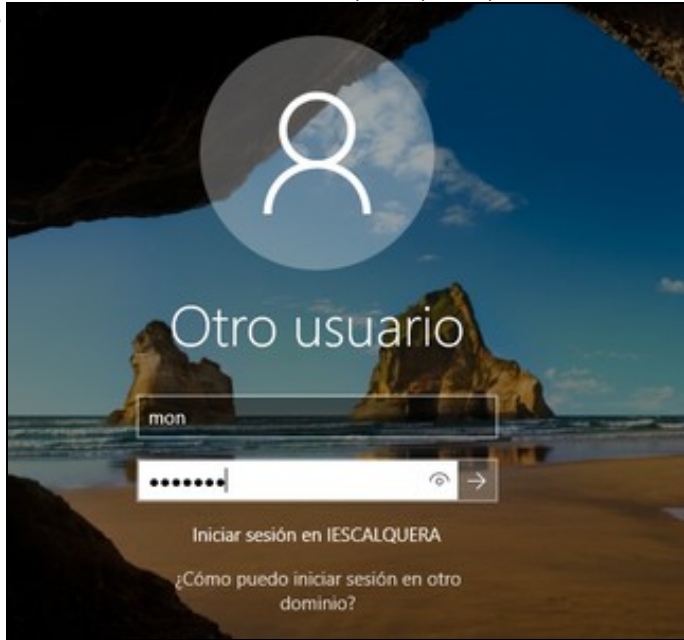 Otro usuario
mon
Iniciar sesión en IESCALQUERA
¿Cómo puedo iniciar sesión en otro
dominio?